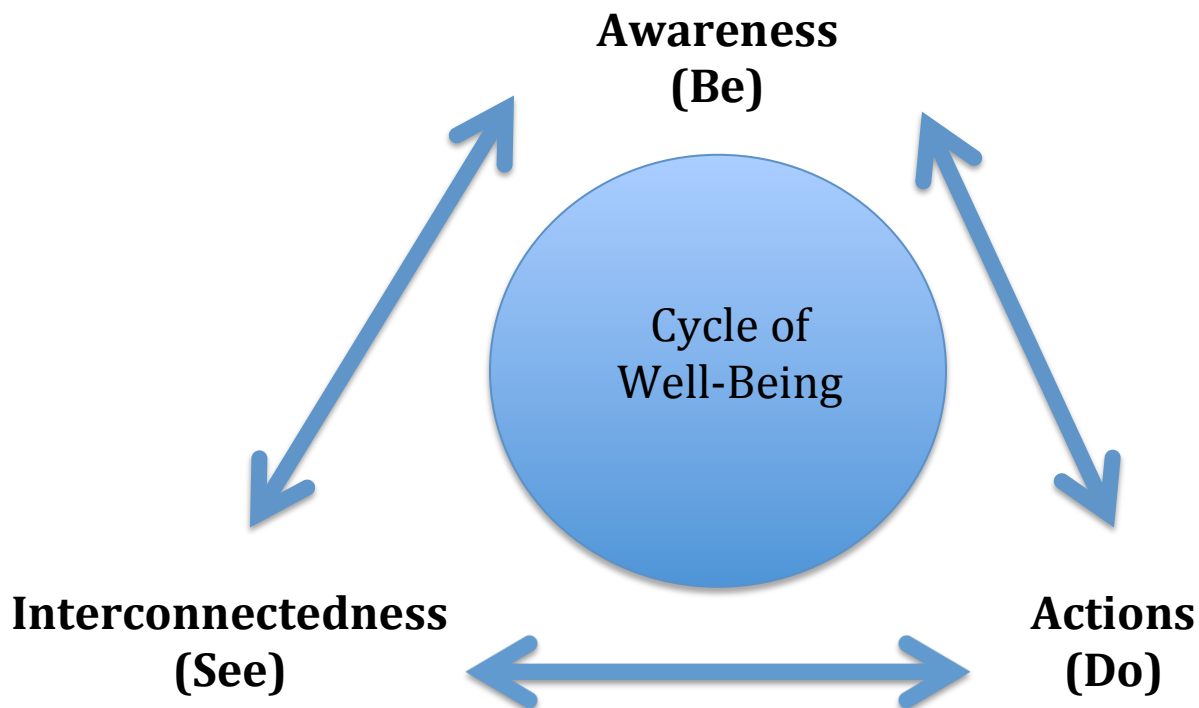 Awareness
(Be)
Cycle of
Well-Being
Interconnectedness
(See)
Actions
(Do)